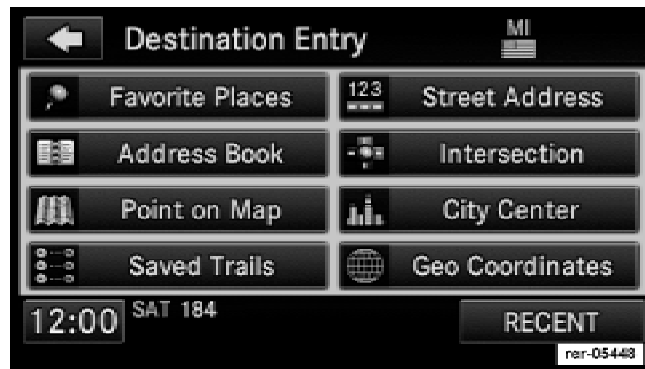 Destination Entry
MI
Favorite Places
123
Street Address
Address Book
Intersection
Point on Map
City Center
Saved Trails
Geo Coordinates
12:00
SAT 184
RECENT
ner-05448